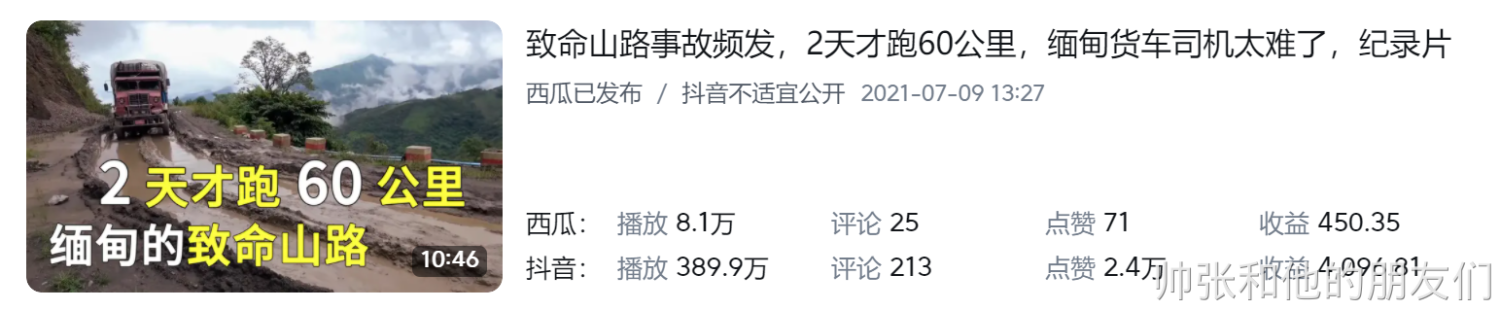 2 天才跑 60 公里
缅甸的致命山路
10:46
致命山路事故频发，2天才跑60公里，缅甸货车司机太难了，纪录片
西瓜已发布 / 抖音不适宜公开 2021-07-09 13:27
西瓜： 播放 8.1万 评论 25 点赞 71 收益 450.35
抖音： 播放 389.9万 评论 213 点赞 2.4万 收益 4,096.81
帅张和他的朋友们